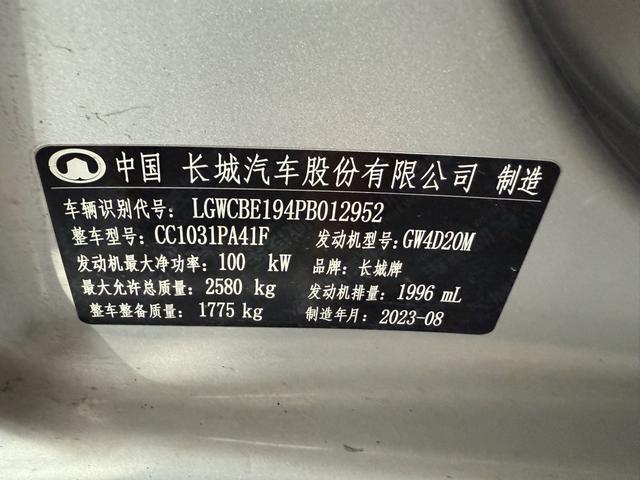 中国 长城汽车股份有限公司 制造
车辆识别代号: LGWCBE194PB012952
整车型号: CC1031PA41F 发动机型号: GW4D20M
发动机最大净功率: 100 kW 品牌: 长城牌
最大允许总质量: 2580 kg 发动机排量: 1996 mL
整车整备质量: 1775 kg 制造年月: 2023-08